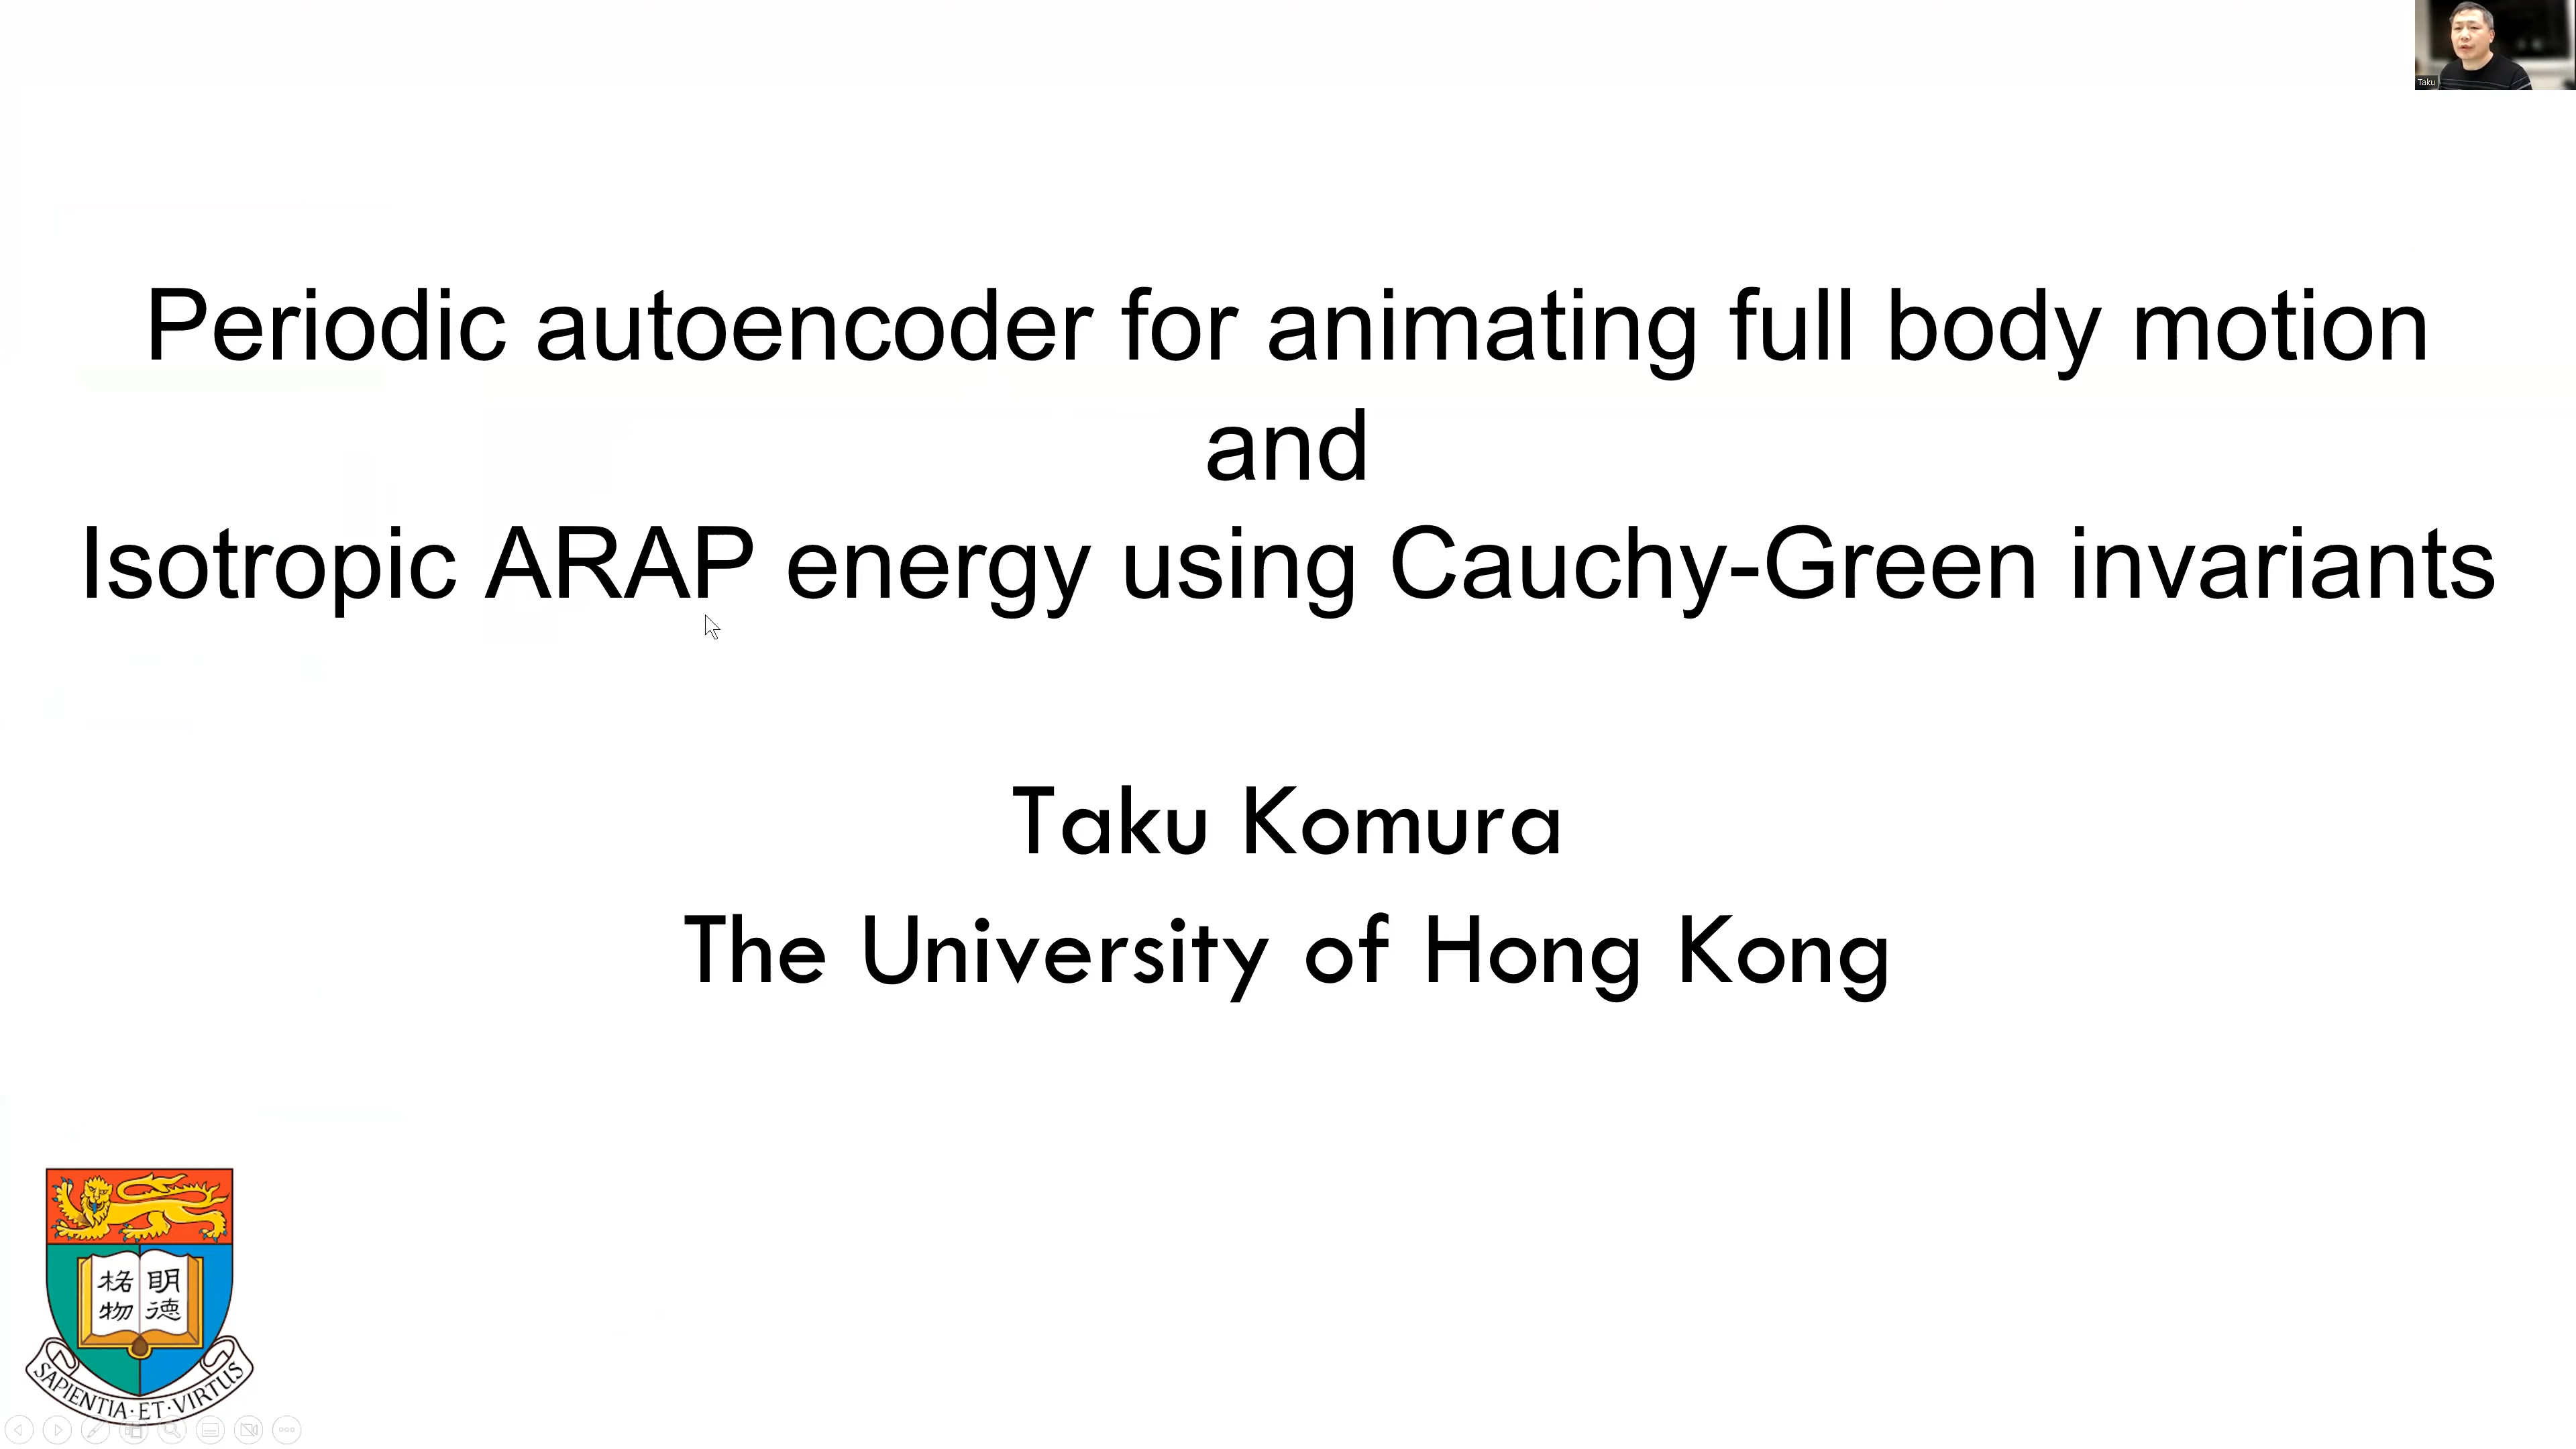 Taku
Periodic autoencoder for animating full body motion
and
Isotropic ARAP energy using Cauchy-Green invariants
Taku Komura
The University of Hong Kong
明德
格物
SAPIENTIA·ET·VIRTUS